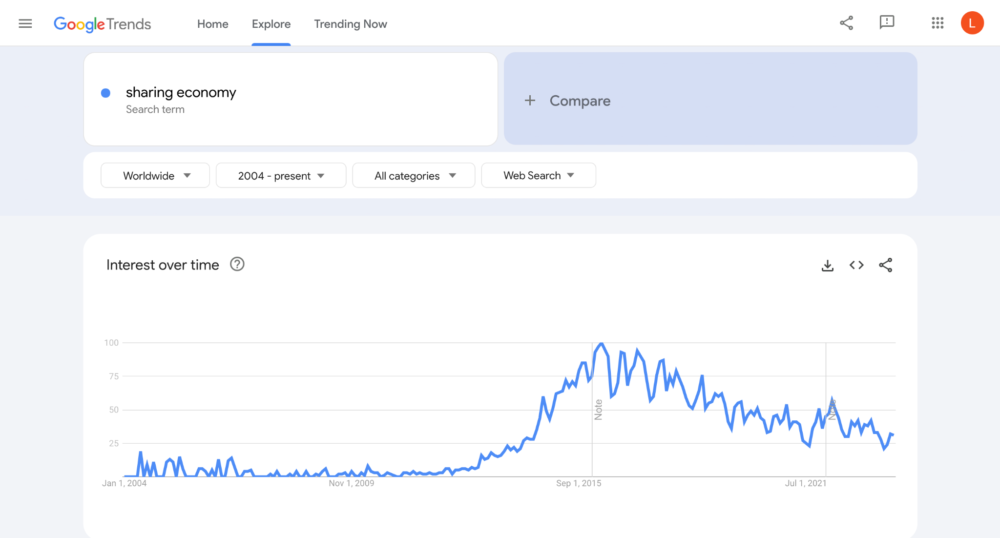 Google Trends
Home
Explore
Trending Now
L
sharing economy
Search term
+ Compare
Worldwide
2004 - present
All categories
Web Search
Interest over time
100
75
50
25
Note
Note
Jan 1, 2004
Nov 1, 2009
Sep 1, 2015
Jul 1, 2021